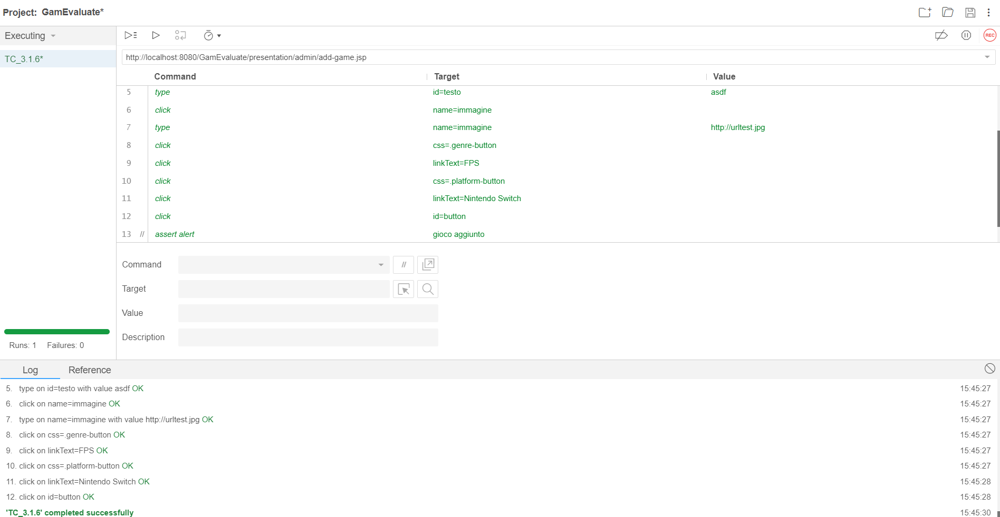 Project: GamEvaluate*
Executing
TC_3.1.6*
REC
http://localhost:8080/GamEvaluate/presentation/admin/add-game.jsp
Command Target Value
5 type id=testo asdf
6 click name=immagine
7 type name=immagine http://urltest.jpg
8 click css=.genre-button
9 click linkText=FPS
10 click css=.platform-button
11 click linkText=Nintendo Switch
12 click id=button
13 // assert alert gioco aggiunto
Command //
Target
Value
Description
Runs: 1 Failures: 0
Log Reference
5. type on id=testo with value asdf OK 15:45:27
6. click on name=immagine OK 15:45:27
7. type on name=immagine with value http://urltest.jpg OK 15:45:27
8. click on css=.genre-button OK 15:45:27
9. click on linkText=FPS OK 15:45:27
10. click on css=.platform-button OK 15:45:27
11. click on linkText=Nintendo Switch OK 15:45:28
12. click on id=button OK 15:45:28
'TC_3.1.6' completed successfully 15:45:30